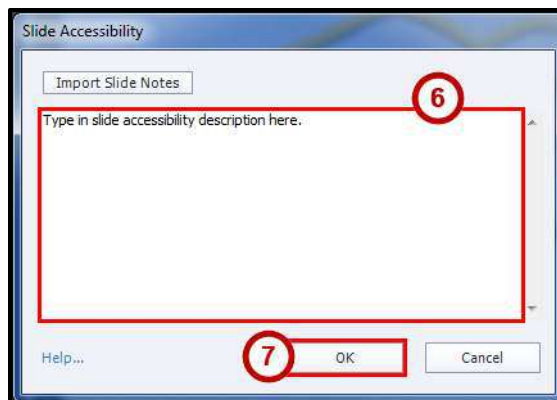 Slide Accessibility
Import Slide Notes
6
Type in slide accessibility description here.
Help...
7
OK
Cancel